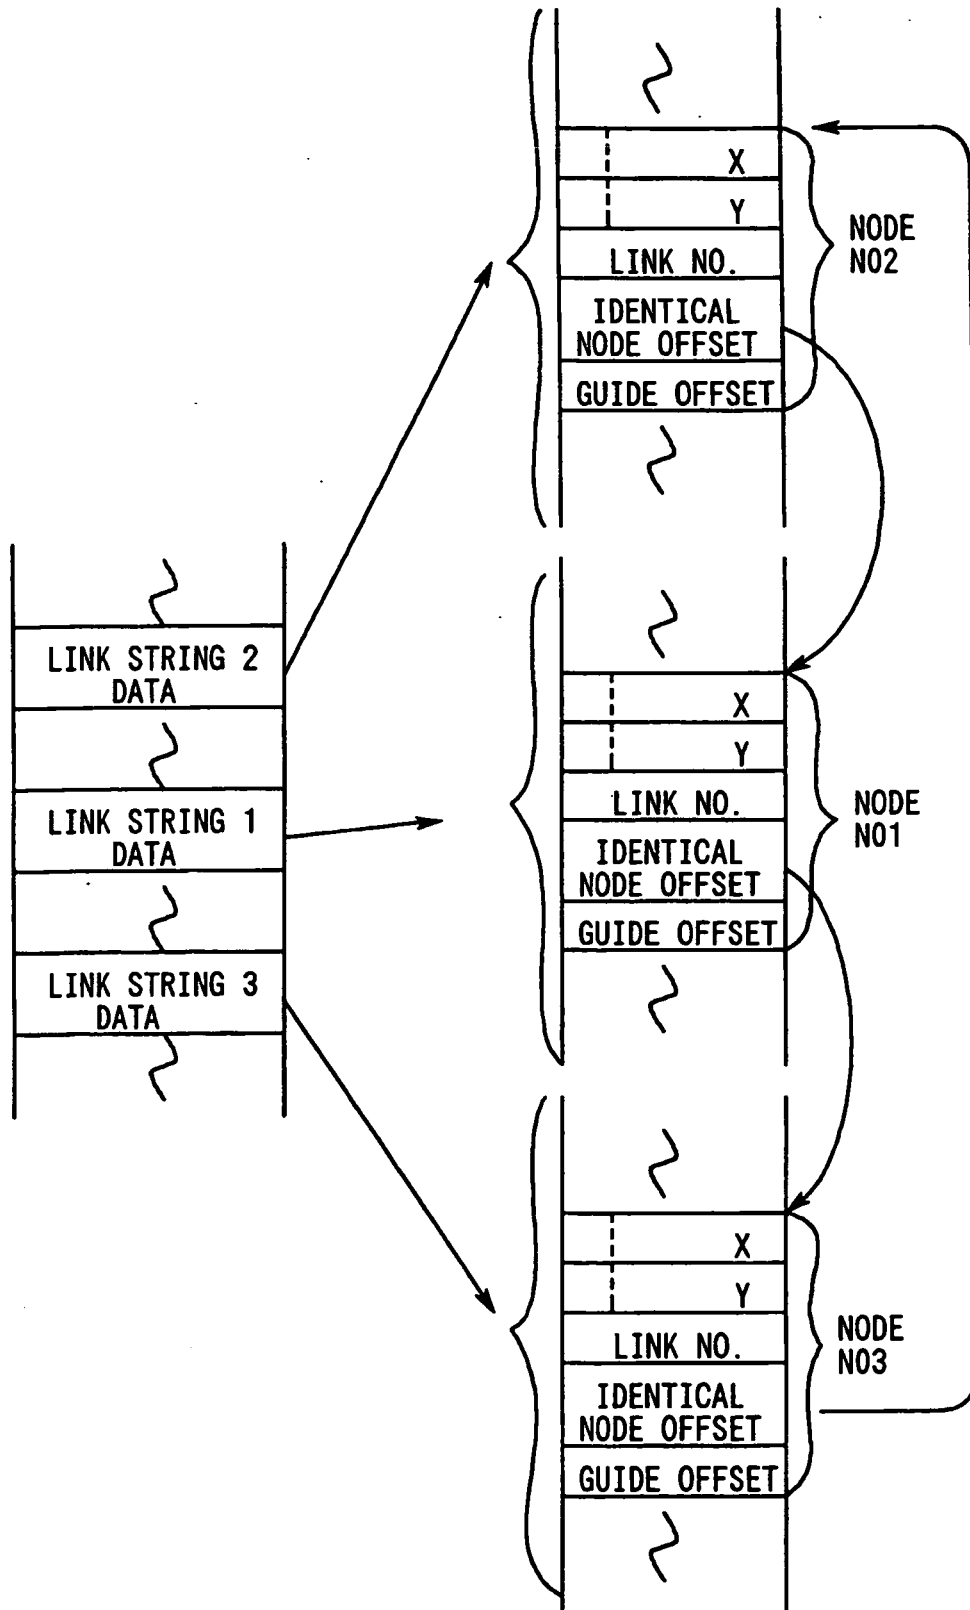 X
Y
LINK NO.
IDENTICAL
NODE OFFSET
GUIDE OFFSET
NODE
N02
LINK STRING 2
DATA
LINK STRING 1
DATA
LINK STRING 3
DATA
X
Y
LINK NO.
IDENTICAL
NODE OFFSET
GUIDE OFFSET
NODE
N01
X
Y
LINK NO.
IDENTICAL
NODE OFFSET
GUIDE OFFSET
NODE
N03